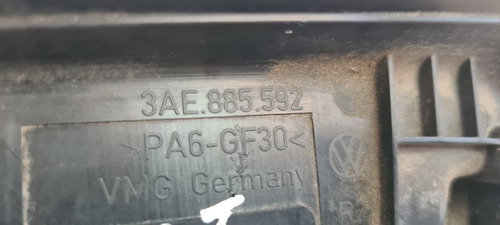 3AE.885.592
>PA6-GF30<
VMG Germany